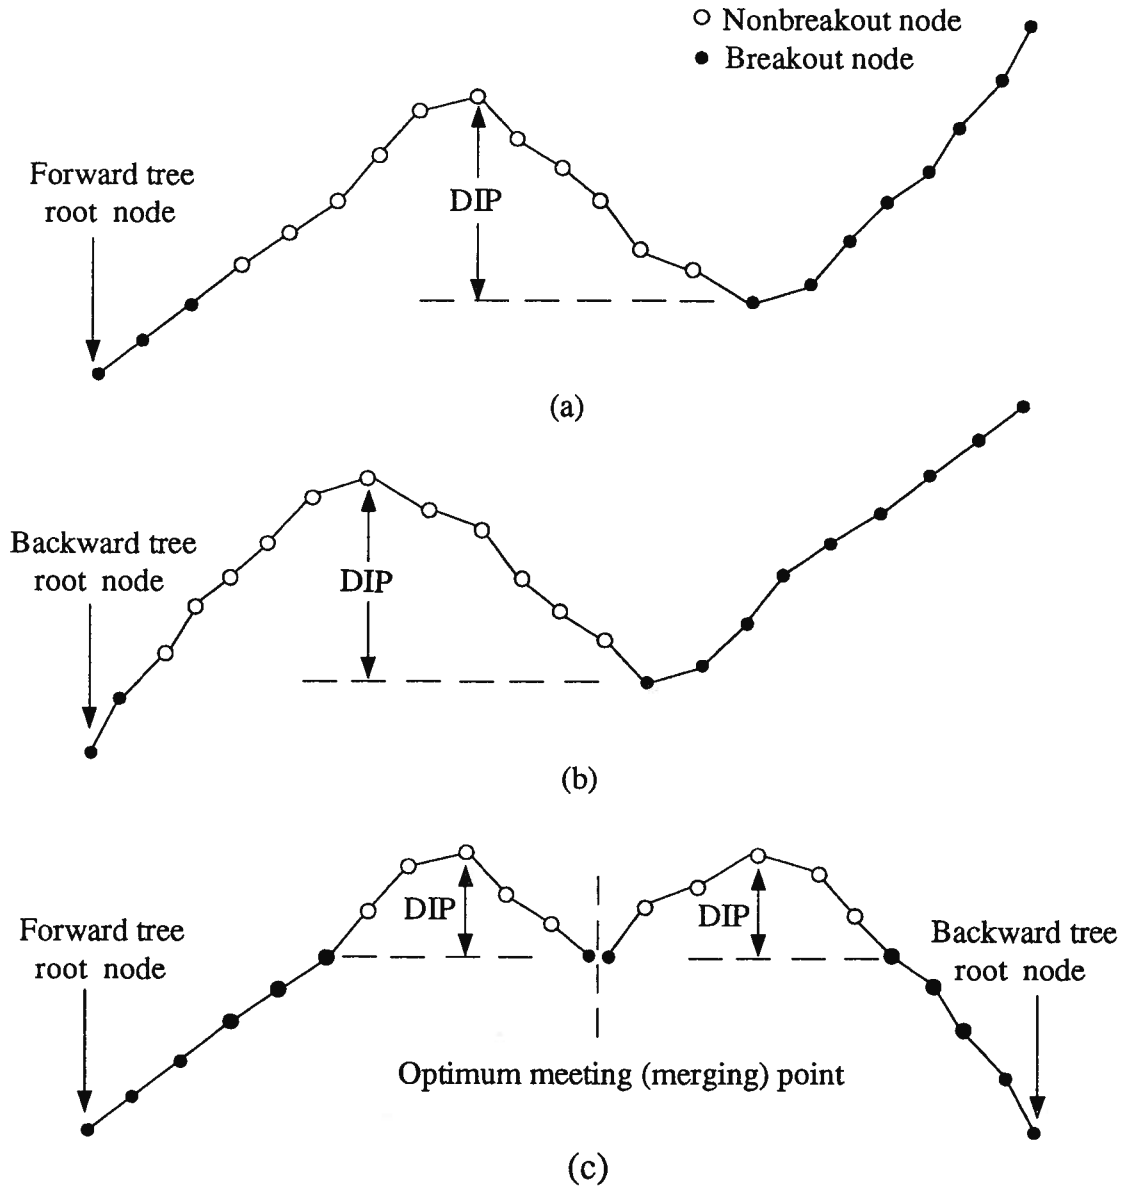 Nonbreakout node
Breakout node
Forward tree
root node
DIP
(a)
Backward tree
root node
DIP
(b)
Forward tree
root node
DIP
DIP
Backward tree
root node
Optimum meeting (merging) point
(c)